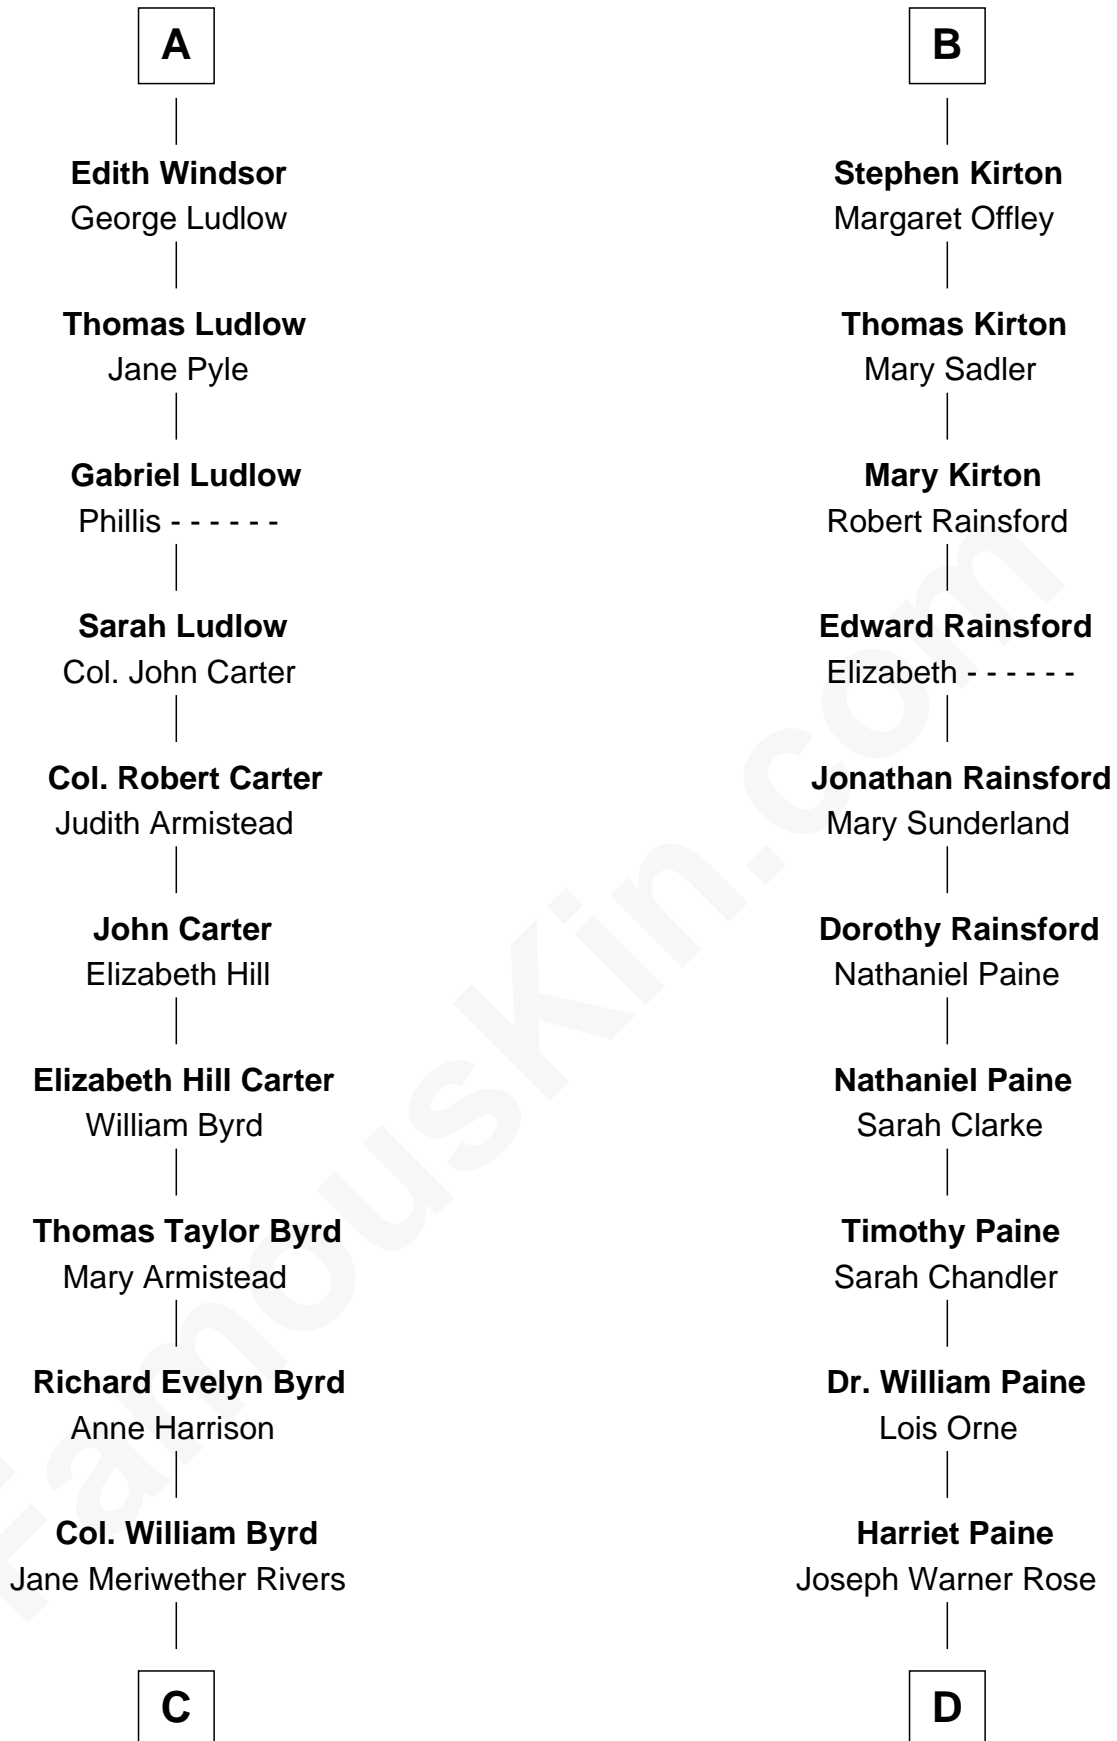 A
Edith Windsor
George Ludlow
Thomas Ludlow
Jane Pyle
Gabriel Ludlow
Phillis - - - - - -
Sarah Ludlow
Col. John Carter
Col. Robert Carter
Judith Armistead
John Carter
Elizabeth Hill
Elizabeth Hill Carter
William Byrd
Thomas Taylor Byrd
Mary Armistead
Richard Evelyn Byrd
Anne Harrison
Col. William Byrd
Jane Meriwether Rivers
C
B
Stephen Kirton
Margaret Offley
Thomas Kirton
Mary Sadler
Mary Kirton
Robert Rainsford
Edward Rainsford
Elizabeth - - - - - -
Jonathan Rainsford
Mary Sunderland
Dorothy Rainsford
Nathaniel Paine
Nathaniel Paine
Sarah Clarke
Timothy Paine
Sarah Chandler
Dr. William Paine
Lois Orne
Harriet Paine
Joseph Warner Rose
D
FamousKin.com